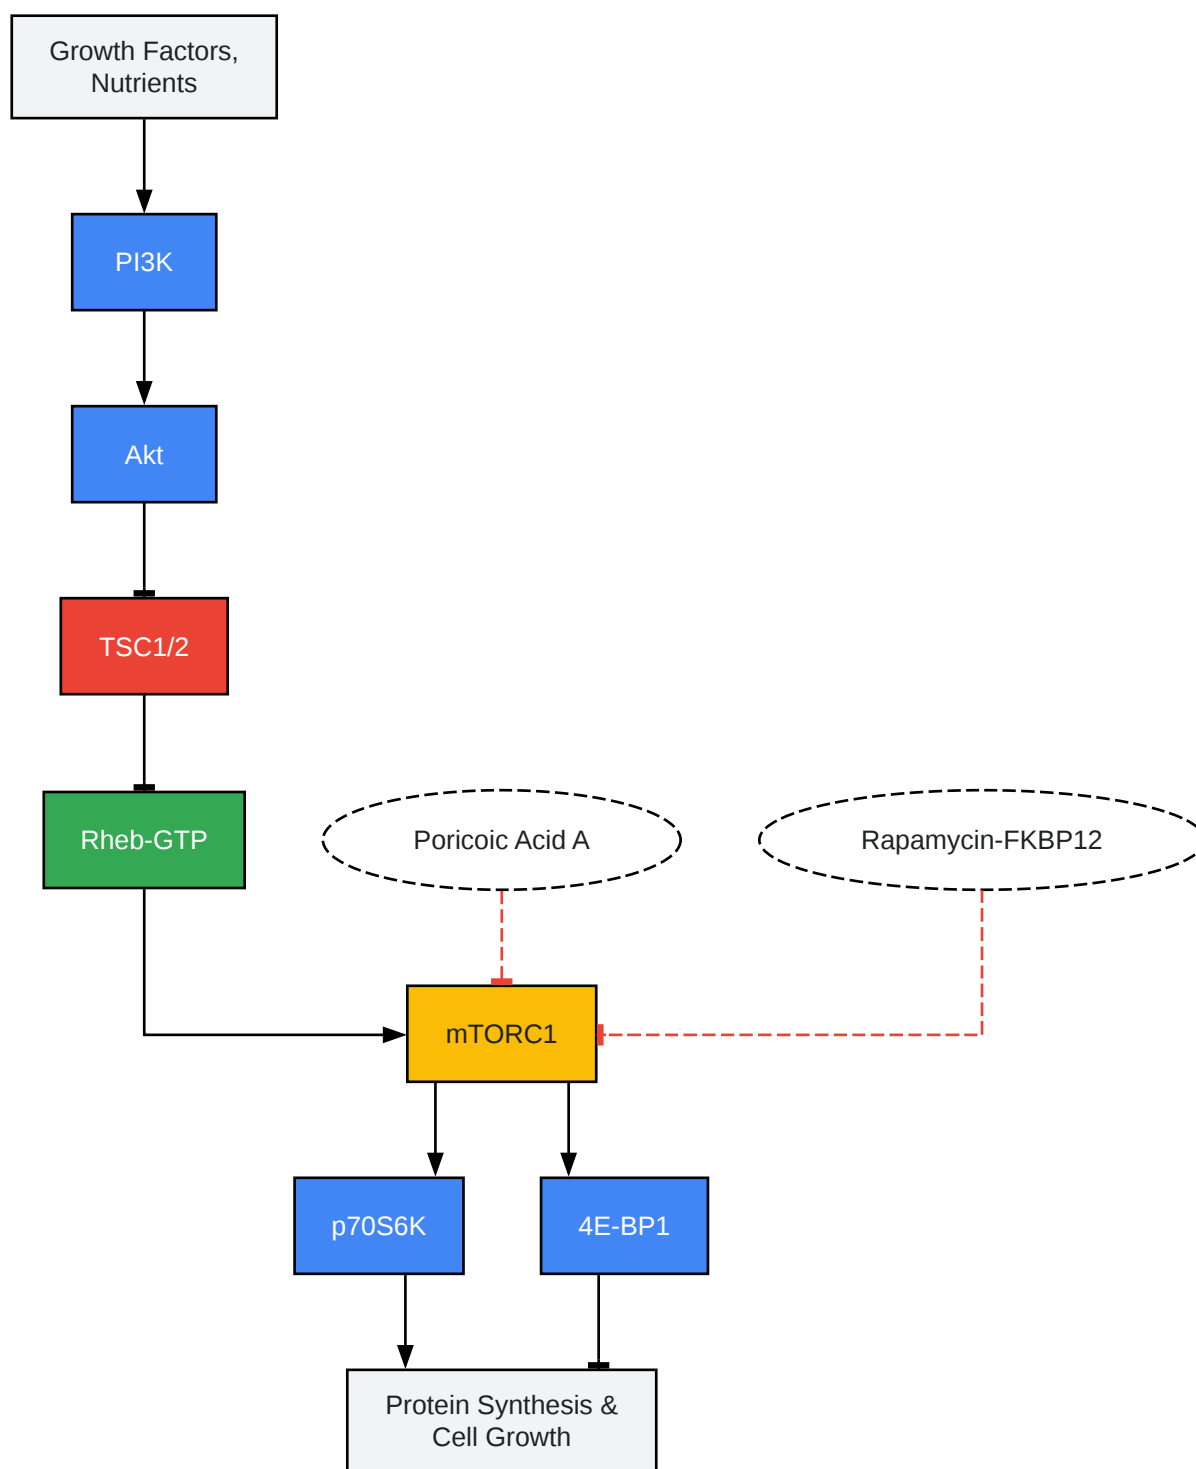 Growth Factors,
Nutrients
PI3K
Akt
TSC1/2
Rheb-GTP
Poricoic Acid A
Rapamycin-FKBP12
mTORC1
p70S6K
4E-BP1
Protein Synthesis &
Cell Growth